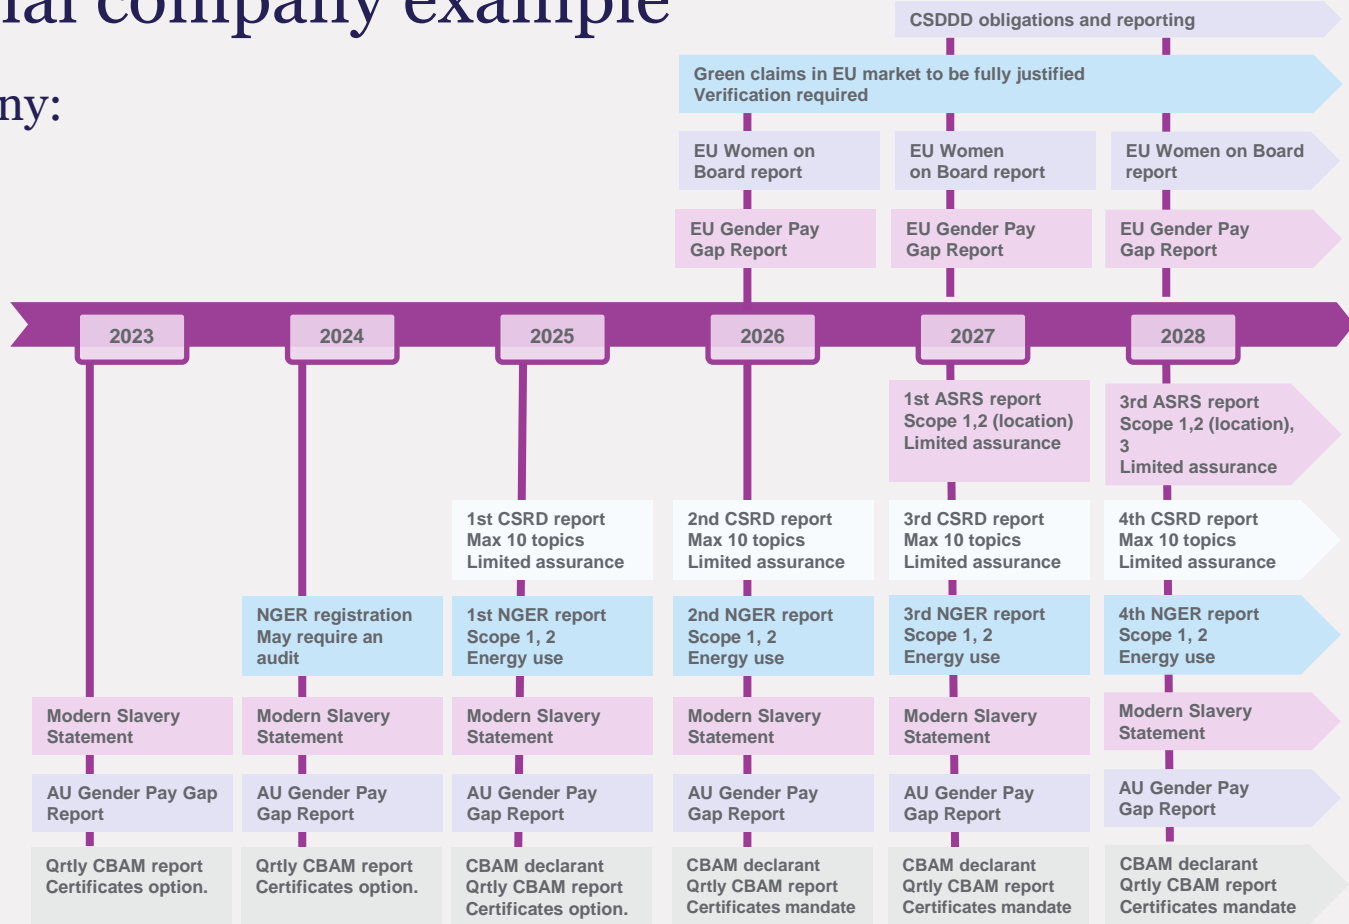 company example
ny:
CSDDD obligations and reporting
Green claims in EU market to be fully justified
Verification required
EU Women on
Board report
EU Women
on Board report
EU Women on Board
report
EU Gender Pay
Gap Report
EU Gender Pay
Gap Report
EU Gender Pay
Gap Report
2023
2024
2025
2026
2027
2028
1st ASRS report
Scope 1,2 (location)
Limited assurance
3rd ASRS report
Scope 1,2 (location),
3
Limited assurance
1st CSRD report
Max 10 topics
Limited assurance
2nd CSRD report
Max 10 topics
Limited assurance
3rd CSRD report
Max 10 topics
Limited assurance
4th CSRD report
Max 10 topics
Limited assurance
NGER registration
May require an
audit
1st NGER report
Scope 1, 2
Energy use
2nd NGER report
Scope 1, 2
Energy use
3rd NGER report
Scope 1, 2
Energy use
4th NGER report
Scope 1, 2
Energy use
Modern Slavery
Statement
Modern Slavery
Statement
Modern Slavery
Statement
Modern Slavery
Statement
Modern Slavery
Statement
Modern Slavery
Statement
AU Gender Pay Gap
Report
AU Gender Pay
Gap Report
AU Gender Pay
Gap Report
AU Gender Pay
Gap Report
AU Gender Pay
Gap Report
AU Gender Pay
Gap Report
Qrtly CBAM report
Certificates option.
Qrtly CBAM report
Certificates option.
CBAM declarant
Qrtly CBAM report
Certificates option.
CBAM declarant
Qrtly CBAM report
Certificates mandate
CBAM declarant
Qrtly CBAM report
Certificates mandate
CBAM declarant
Qrtly CBAM report
Certificates mandate